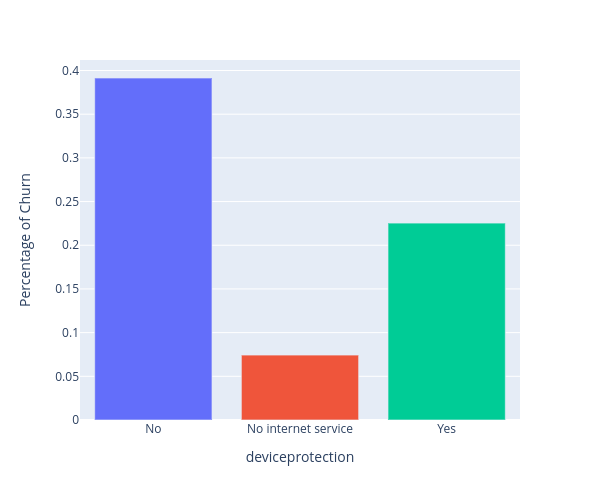 0.4
0.35
0.3
0.25
0.2
0.15
0.1
0.05
0
Percentage of Churn
No
No internet service
Yes
deviceprotection